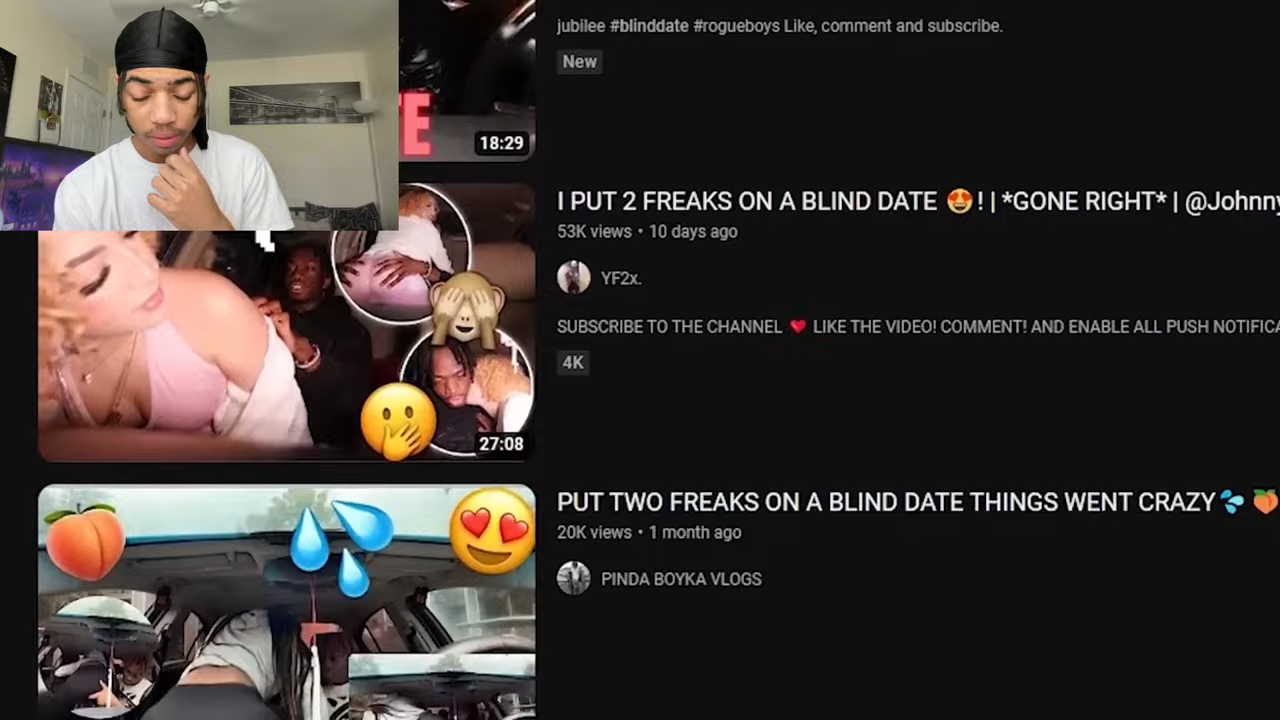 jubilee #blinddate #rogueboys Like, comment and subscribe.
New
E
18:29
I PUT 2 FREAKS ON A BLIND DATE 😍! | *GONE RIGHT* | @Johnny
53K views • 10 days ago
YF2x.
SUBSCRIBE TO THE CHANNEL ❤️ LIKE THE VIDEO! COMMENT! AND ENABLE ALL PUSH NOTIFICA
4K
27:08
PUT TWO FREAKS ON A BLIND DATE THINGS WENT CRAZY💦 🍑
20K views • 1 month ago
PINDA BOYKA VLOGS